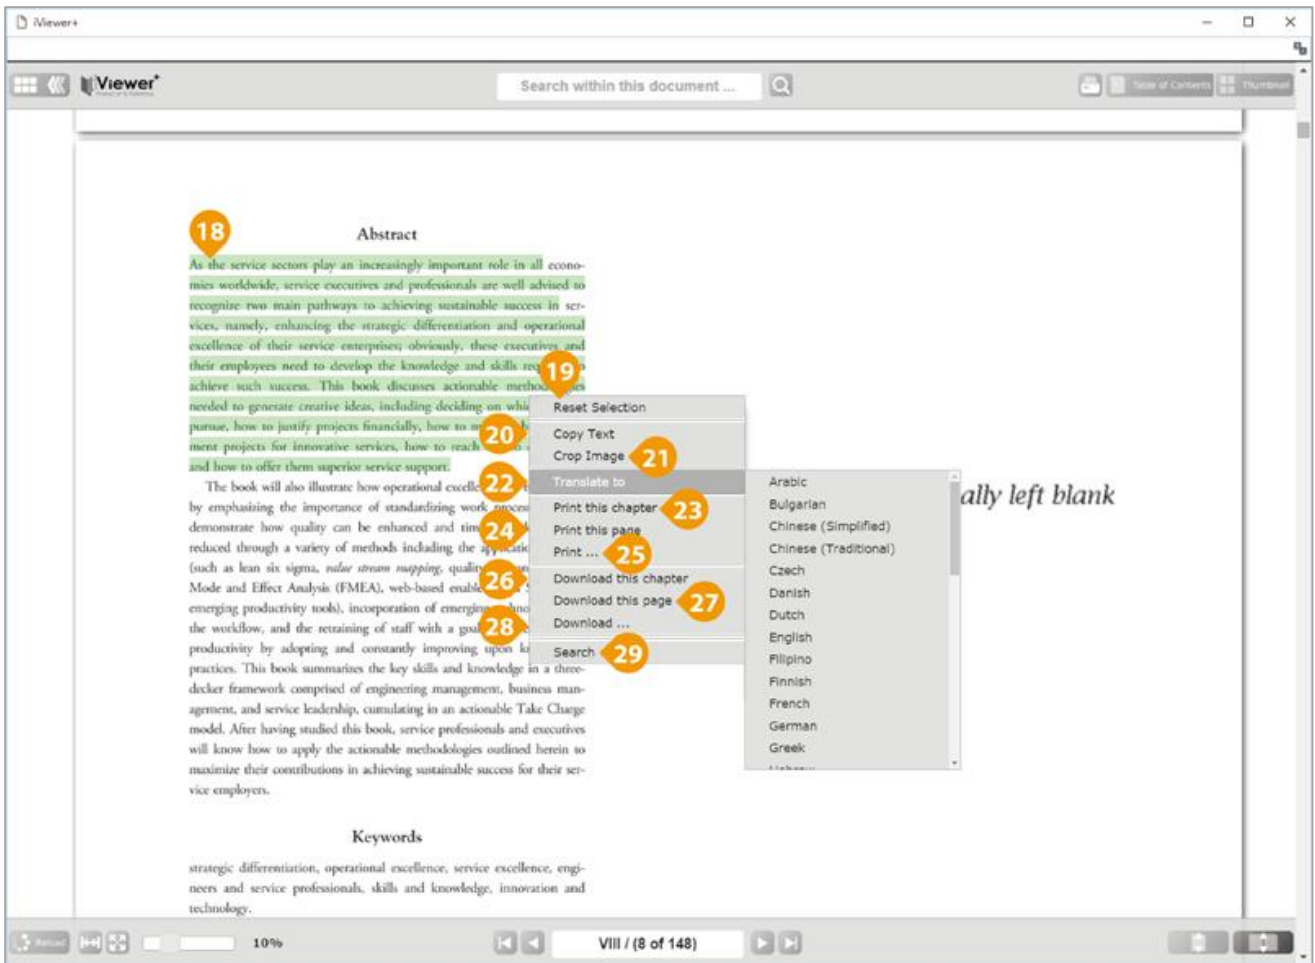 iViewer+
iViewer+
Search within this document ...
Table of Contents
Thumbnail
18
Abstract
As the service sectors play an increasingly important role in all econo-
mies worldwide, service executives and professionals are well advised to
recognize two main pathways to achieving sustainable success in ser-
vices, namely, enhancing the strategic differentiation and operational
excellence of their service enterprises; obviously, these executives and
their employees need to develop the knowledge and skills
19
achieve such success. This book discusses actionable
needed to generate creative ideas, including deciding on
pursue, how to justify projects financially, how to
ment projects for innovative services, how to reach
and how to offer them superior service support.
The book will also illustrate how operational
by emphasizing the importance of standardizing work
demonstrate how quality can be enhanced and
reduced through a variety of methods including the
(such as lean six sigma, value stream mapping,
Mode and Effect Analysis (FMEA), web-based
emerging productivity tools), incorporation of emerging
the workflow, and the retraining of staff with a
productivity by adopting and constantly improving upon
practices. This book summarizes the key skills and knowledge in a three-
decker framework comprised of engineering management, business man-
agement, and service leadership, cumulating in an actionable Take Charge
model. After having studied this book, service professionals and executives
will know how to apply the actionable methodologies outlined herein to
maximize their contributions in achieving sustainable success for their ser-
vice employers.
Keywords
strategic differentiation, operational excellence, service excellence, engi-
neers and service professionals, skills and knowledge, innovation and
technology.
Reset Selection
20 Copy Text
Crop Image 21
22 Translate to
Print this chapter 23
24 Print this page
Print ... 25
26 Download this chapter
Download this page 27
28 Download ...
Search 29
Arabic
Bulgarian
Chinese (Simplified)
Chinese (Traditional)
Czech
Danish
Dutch
English
Filipino
Finnish
French
German
Greek
Hebrew
ally left blank
Reload
10%
VIII / (8 of 148)